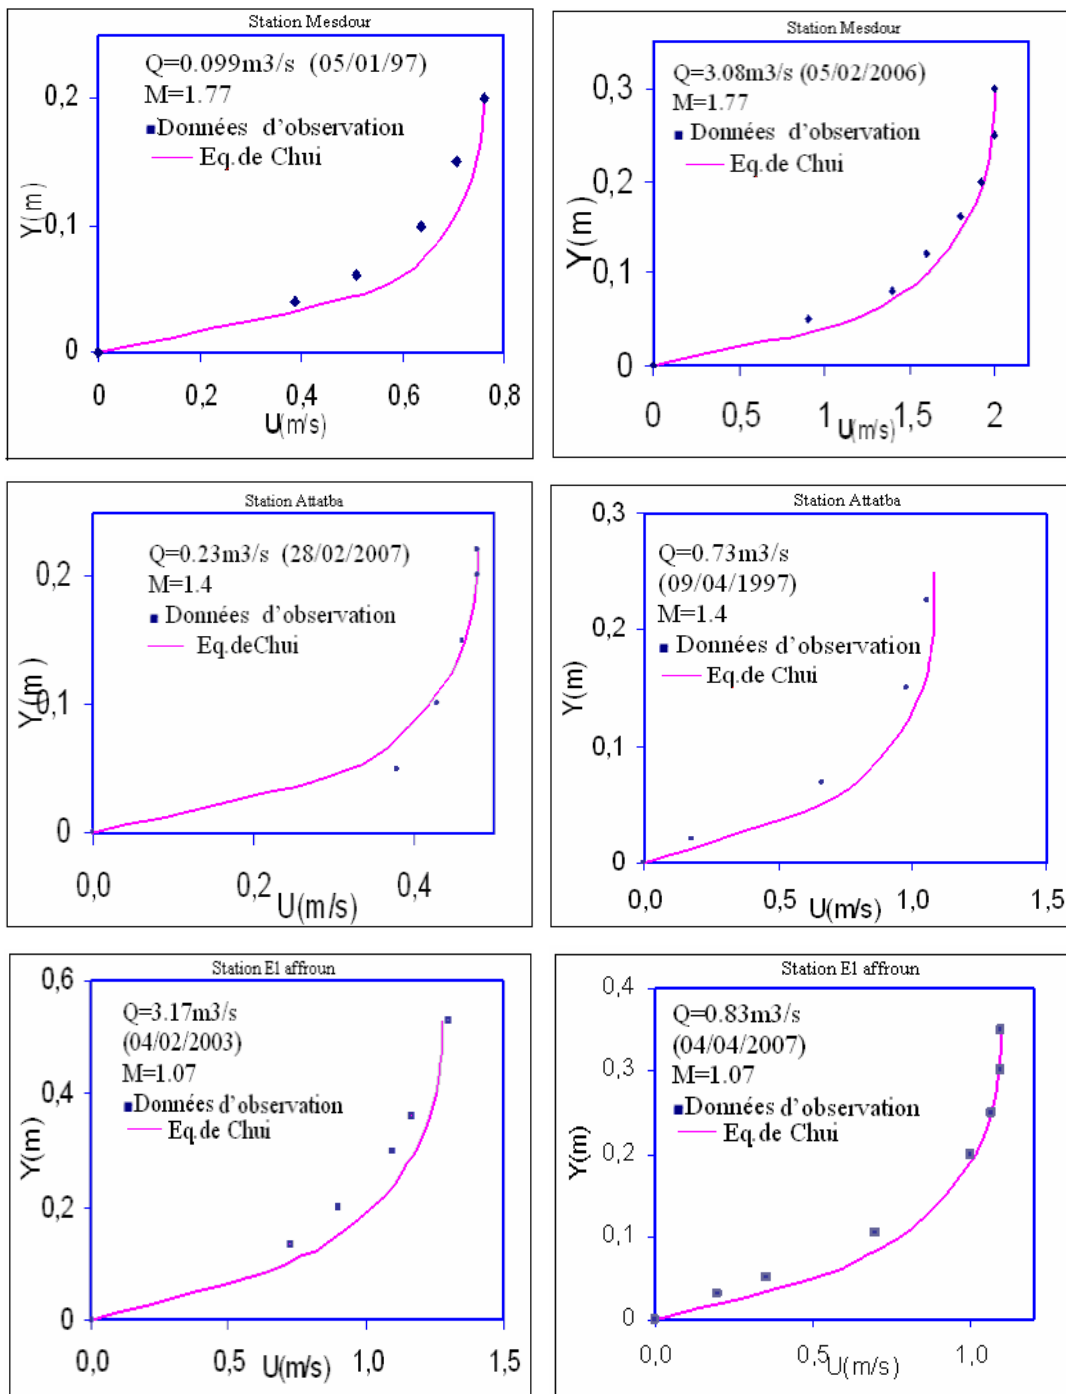 Station Mesdour
Q=0.099m3/s (05/01/97)
M=1.77
Données d'observation
Eq.de Chui
Y(m)
0,2
0,1
0
0 0,2 0,4 0,6 0,8
U(m/s)
Station Mesdour
Q=3.08m3/s (05/02/2006)
M=1.77
Données d'observation
Eq.de Chui
Y(m)
0,3
0,2
0,1
0
0 0,5 1 1,5 2
U(m/s)
Station Attatba
Q=0.23m3/s (28/02/2007)
M=1.4
Données d'observation
Eq.deChui
Y(m)
0,2
0,1
0
0,0 0,2 0,4
U(m/s)
Station Attatba
Q=0.73m3/s
(09/04/1997)
M=1.4
Données d'observation
Eq.de Chui
Y(m)
0,3
0,2
0,1
0
0,0 0,5 1,0 1,5
U(m/s)
Station El affroun
Q=3.17m3/s
(04/02/2003)
M=1.07
Données d'observation
Eq.de Chui
Y(m)
0,6
0,4
0,2
0
0,0 0,5 1,0 1,5
U(m/s)
Station El affroun
Q=0.83m3/s
(04/04/2007)
M=1.07
Données d'observation
Eq.de Chui
Y(m)
0,4
0,3
0,2
0,1
0
0,0 0,5 1,0
U(m/s)